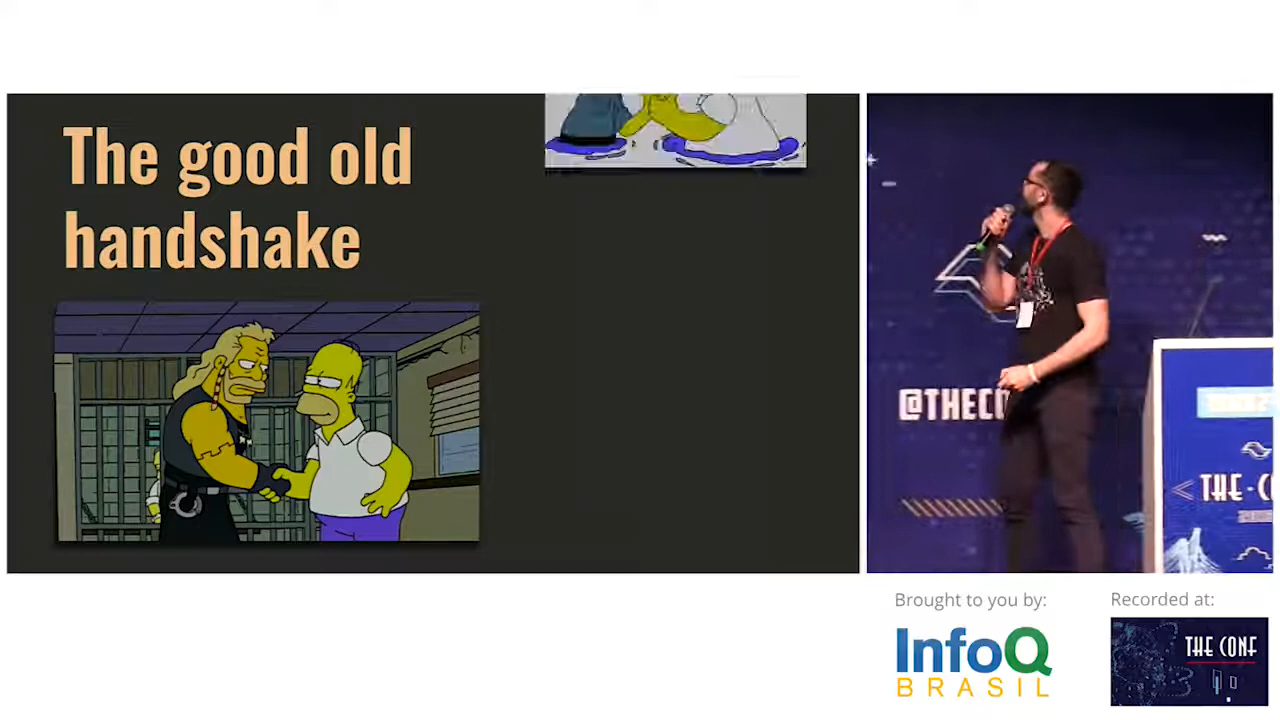 The good old
handshake
@THECO
THE-C
Brought to you by:
Recorded at:
InfoQ
BRASIL
THE CONF